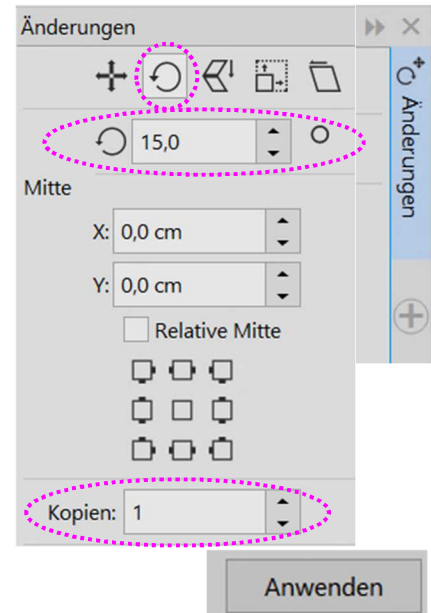 Änderungen
15,0 °
Mitte
X: 0,0 cm
Y: 0,0 cm
Relative Mitte
Kopien: 1
Anwenden
Änderungen